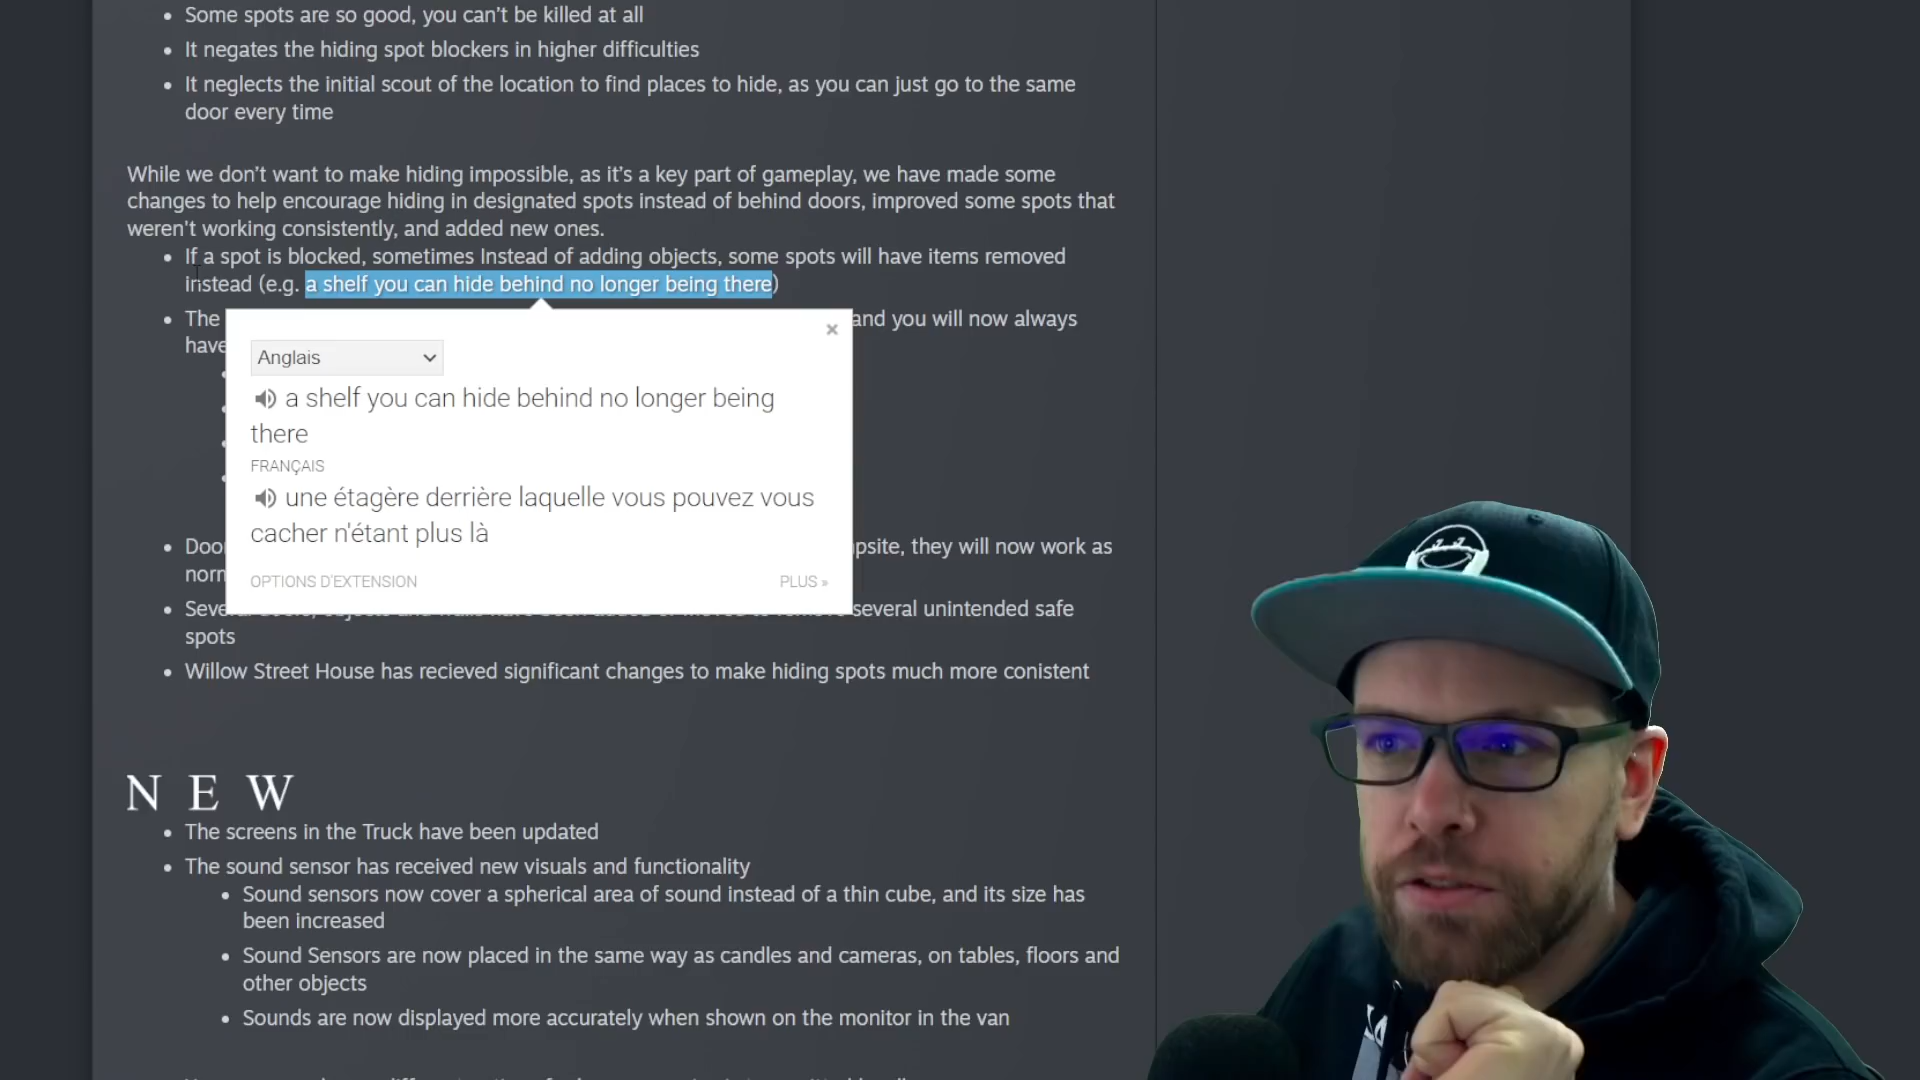 Some spots are so good, you can't be killed at all
It negates the hiding spot blockers in higher difficulties
It neglects the initial scout of the location to find places to hide, as you can just go to the same
door every time
While we don't want to make hiding impossible, as it's a key part of gameplay, we have made some
changes to help encourage hiding in designated spots instead of behind doors, improved some spots that
weren't working consistently, and added new ones.
If a spot is blocked, sometimes Instead of adding objects, some spots will have items removed
instead (e.g. a shelf you can hide behind no longer being there)
The and you will now always
have
×
Anglais
a shelf you can hide behind no longer being
there
FRANÇAIS
une étagère derrière laquelle vous pouvez vous
cacher n'étant plus là
OPTIONS D'EXTENSION PLUS »
they will now work as
several unintended safe
spots
Willow Street House has recieved significant changes to make hiding spots much more conistent
NEW
The screens in the Truck have been updated
The sound sensor has received new visuals and functionality
Sound sensors now cover a spherical area of sound instead of a thin cube, and its size has
been increased
Sound Sensors are now placed in the same way as candles and cameras, on tables, floors and
other objects
Sounds are now displayed more accurately when shown on the monitor in the van